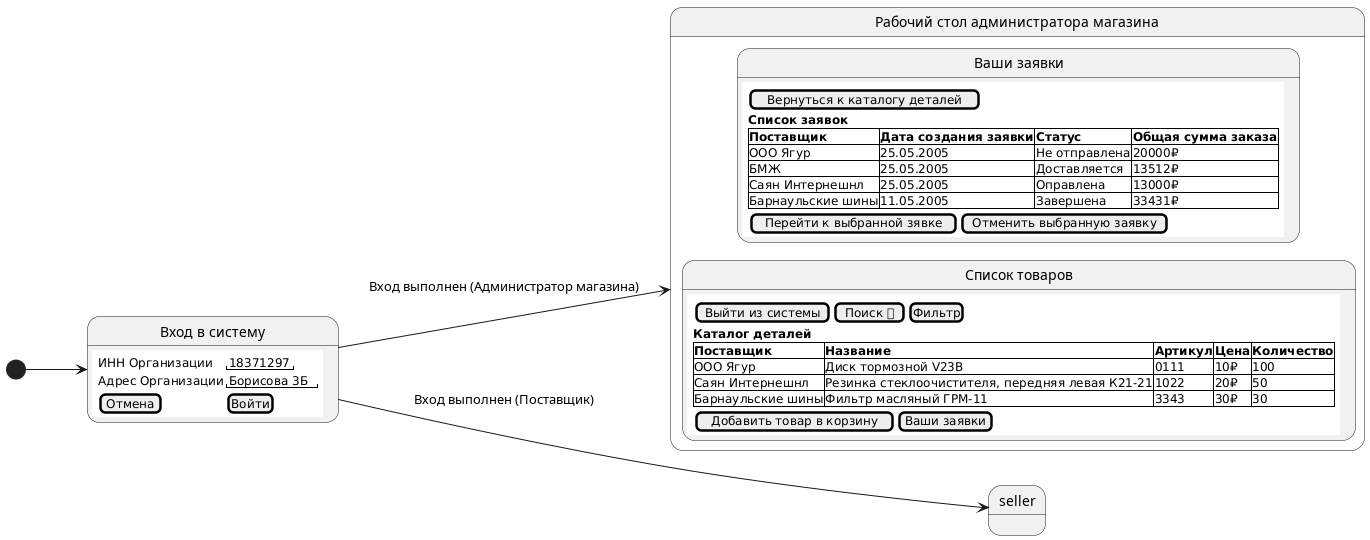 Рабочий стол администратора магазина
Ваши заявки
Вернуться к каталогу деталей
Список заявок
Поставщик Дата создания заявки Статус Общая сумма заказа
ООО Ягур 25.05.2005 Не отправлена 20000₽
БМЖ 25.05.2005 Доставляется 13512₽
Саян Интернешнл 25.05.2005 Оправлена 13000₽
Барнаульские шины 11.05.2005 Завершена 33431₽
Перейти к выбранной зявке Отменить выбранную заявку
Список товаров
Выйти из системы Поиск Фильтр
Каталог деталей
Поставщик Название Артикул Цена Количество
ООО Ягур Диск тормозной V23B 0111 10₽ 100
Саян Интернешнл Резинка стеклоочистителя, передняя левая К21-21 1022 20₽ 50
Барнаульские шины Фильтр масляный ГРМ-11 3343 30₽ 30
Добавить товар в корзину Ваши заявки
Вход выполнен (Администратор магазина)
Вход в систему
ИНН Организации 18371297
Адрес Организации Борисова 3Б
Отмена Войти
Вход выполнен (Поставщик)
seller